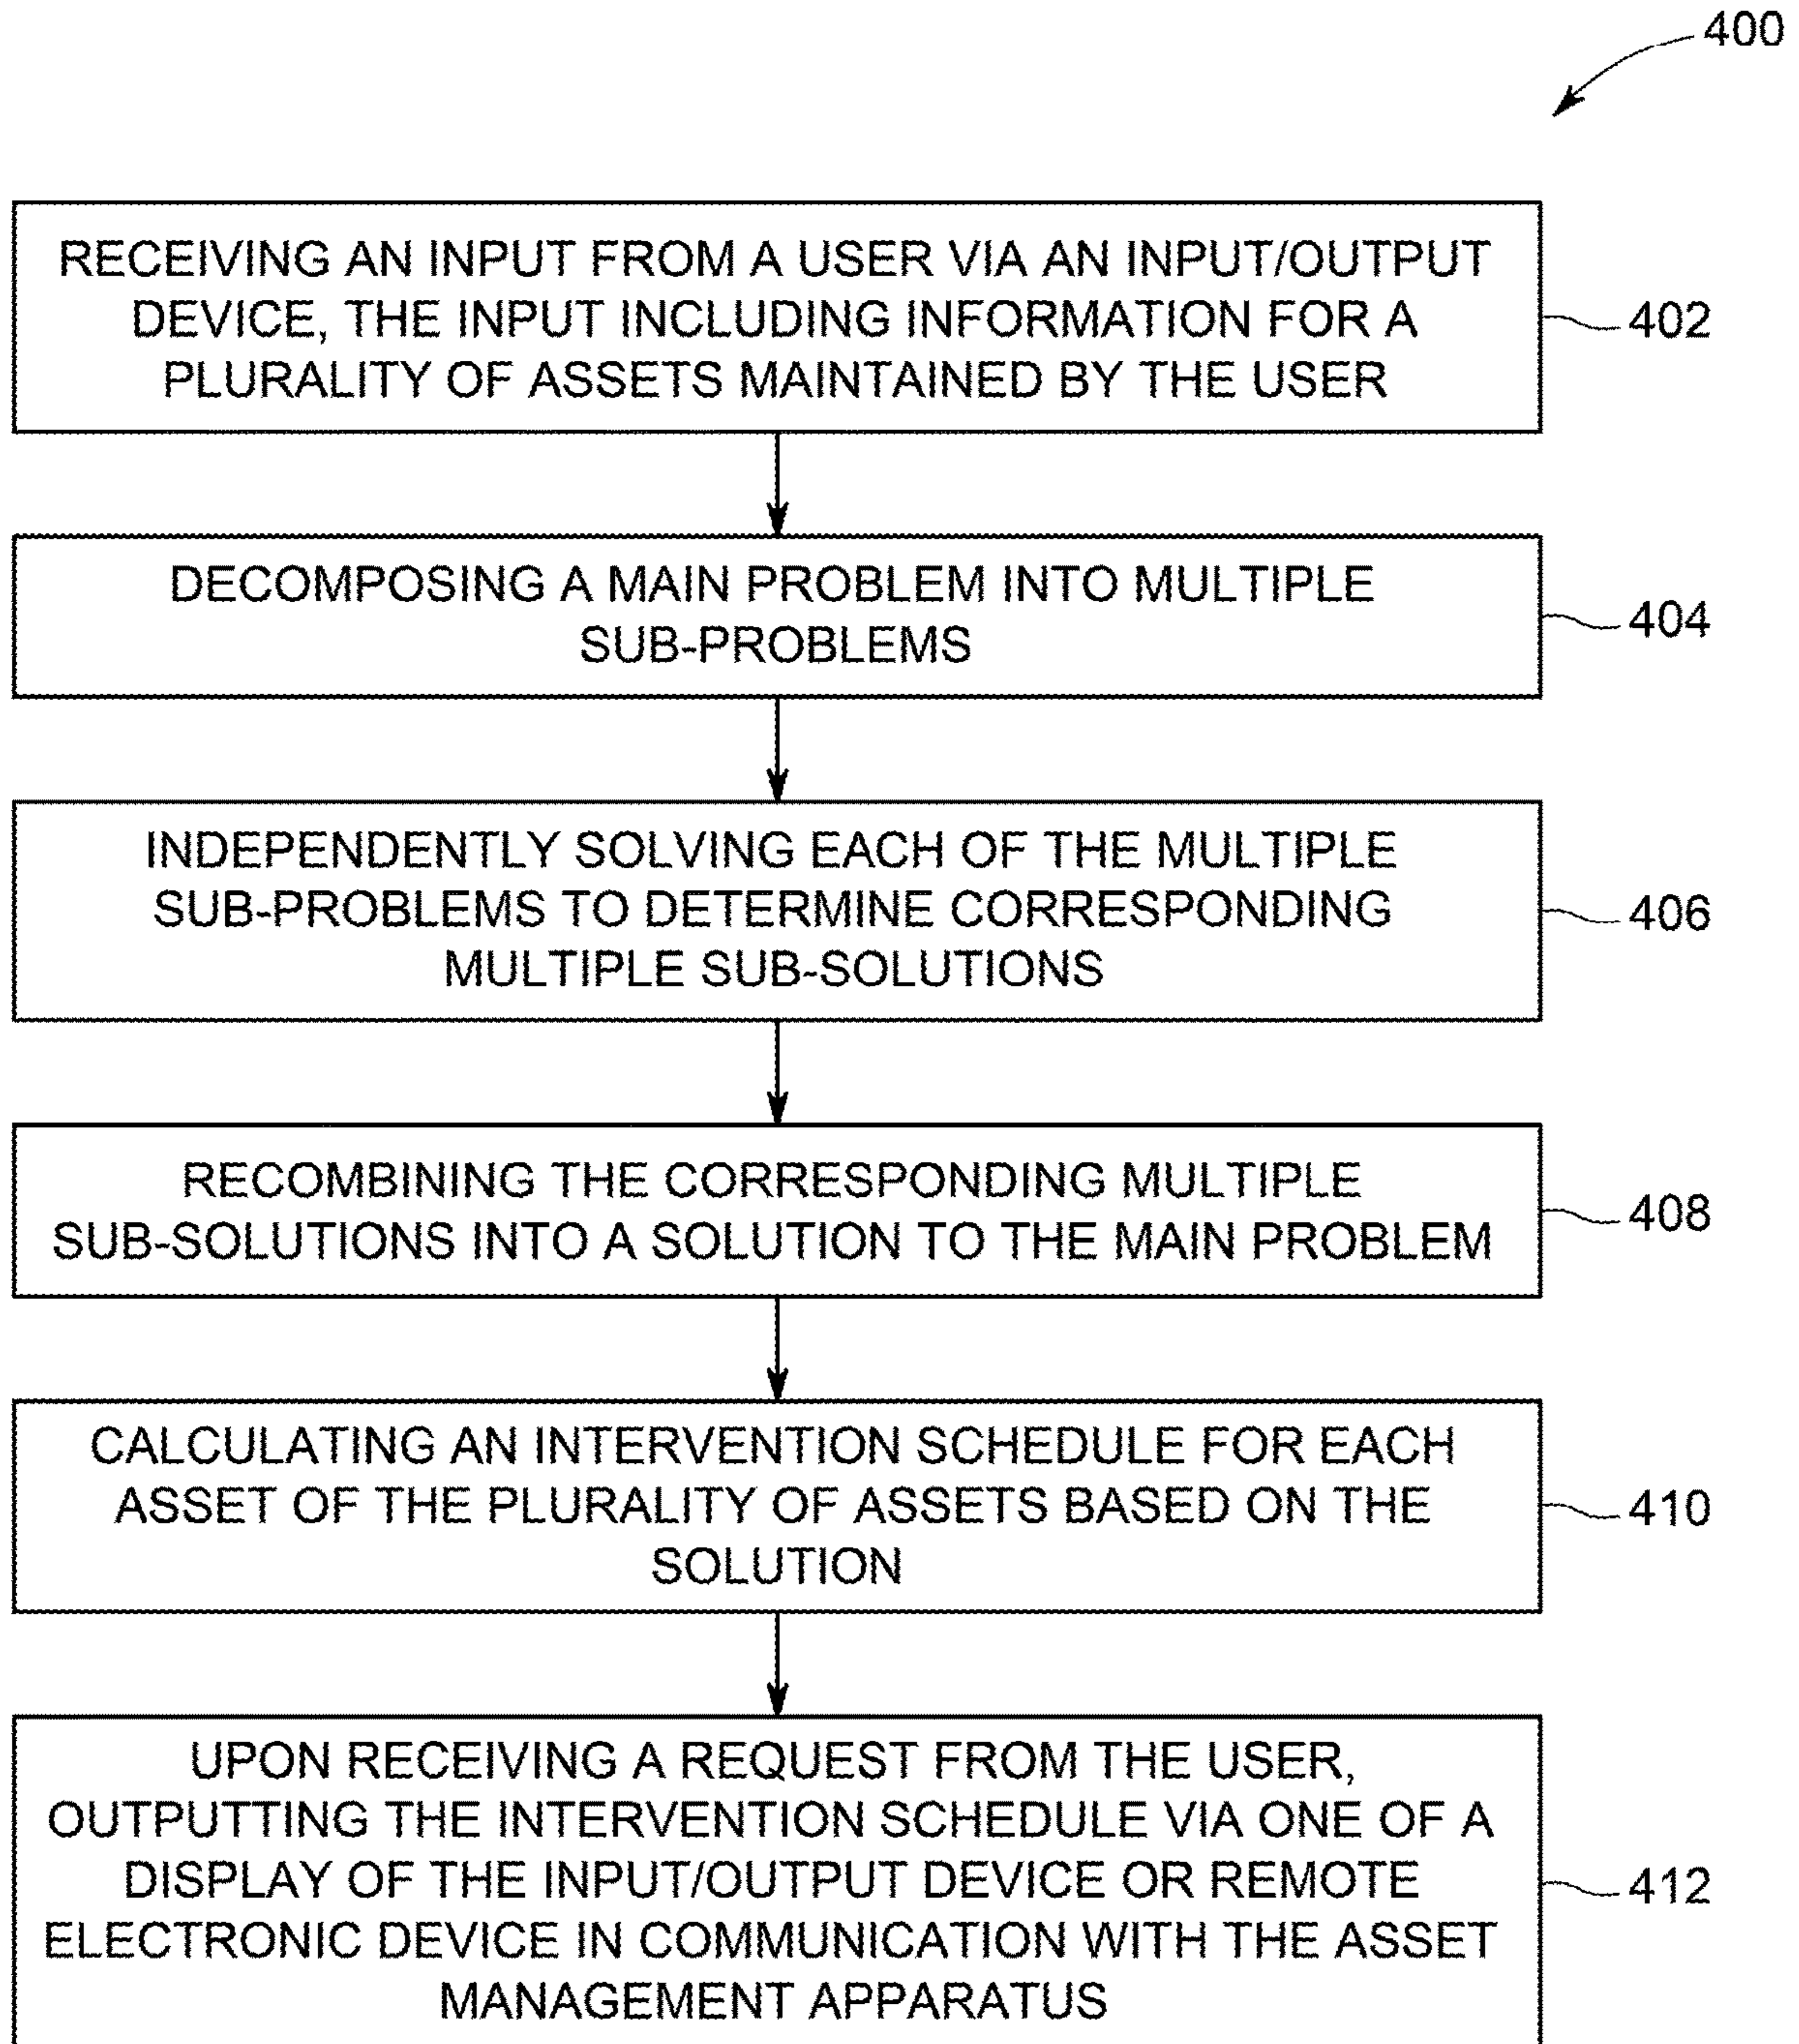 400
RECEIVING AN INPUT FROM A USER VIA AN INPUT/OUTPUT
DEVICE, THE INPUT INCLUDING INFORMATION FOR A
PLURALITY OF ASSETS MAINTAINED BY THE USER
402
DECOMPOSING A MAIN PROBLEM INTO MULTIPLE
SUB-PROBLEMS
404
INDEPENDENTLY SOLVING EACH OF THE MULTIPLE
SUB-PROBLEMS TO DETERMINE CORRESPONDING
MULTIPLE SUB-SOLUTIONS
406
RECOMBINING THE CORRESPONDING MULTIPLE
SUB-SOLUTIONS INTO A SOLUTION TO THE MAIN PROBLEM
408
CALCULATING AN INTERVENTION SCHEDULE FOR EACH
ASSET OF THE PLURALITY OF ASSETS BASED ON THE
SOLUTION
410
UPON RECEIVING A REQUEST FROM THE USER,
OUTPUTTING THE INTERVENTION SCHEDULE VIA ONE OF A
DISPLAY OF THE INPUT/OUTPUT DEVICE OR REMOTE
ELECTRONIC DEVICE IN COMMUNICATION WITH THE ASSET
MANAGEMENT APPARATUS
412